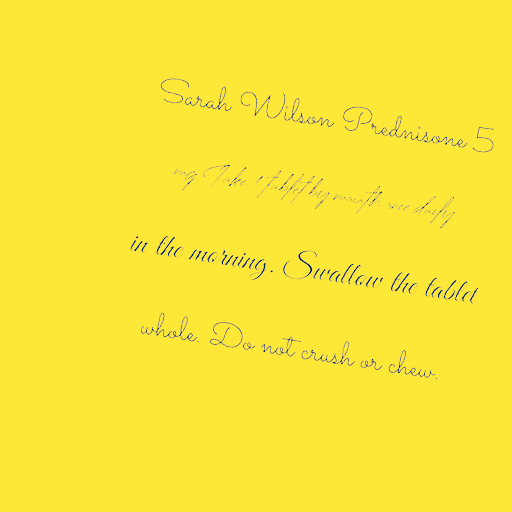 Sarah Wilson Prednisone 5
mg Take 1 tablet by mouth once daily
in the morning. Swallow the tablet
whole. Do not crush or chew.